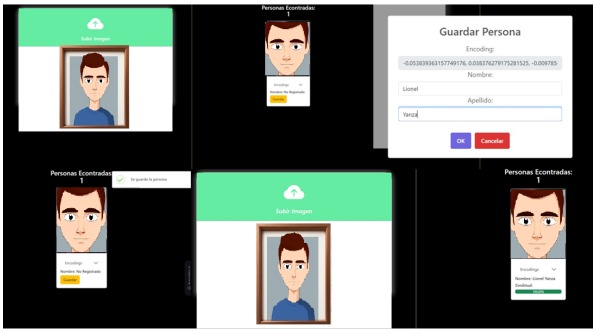 Subir Imagen
Personas Econtradas:
1
Encodings
Nombre: No Registrado
Guardar
Guardar Persona
Encoding:
-0.053839363157749176, 0.038376279175281525, -0.009785
Nombre:
Lionel
Apellido:
Yanza
OK Cancelar
Personas Econtradas
1
Se guardo la persona
Encodings
Nombre: No Registrado
Guardar
Subir Imagen
Personas Econtradas:
1
Encodings
Nombre: Lionel Yanza
Similitud: